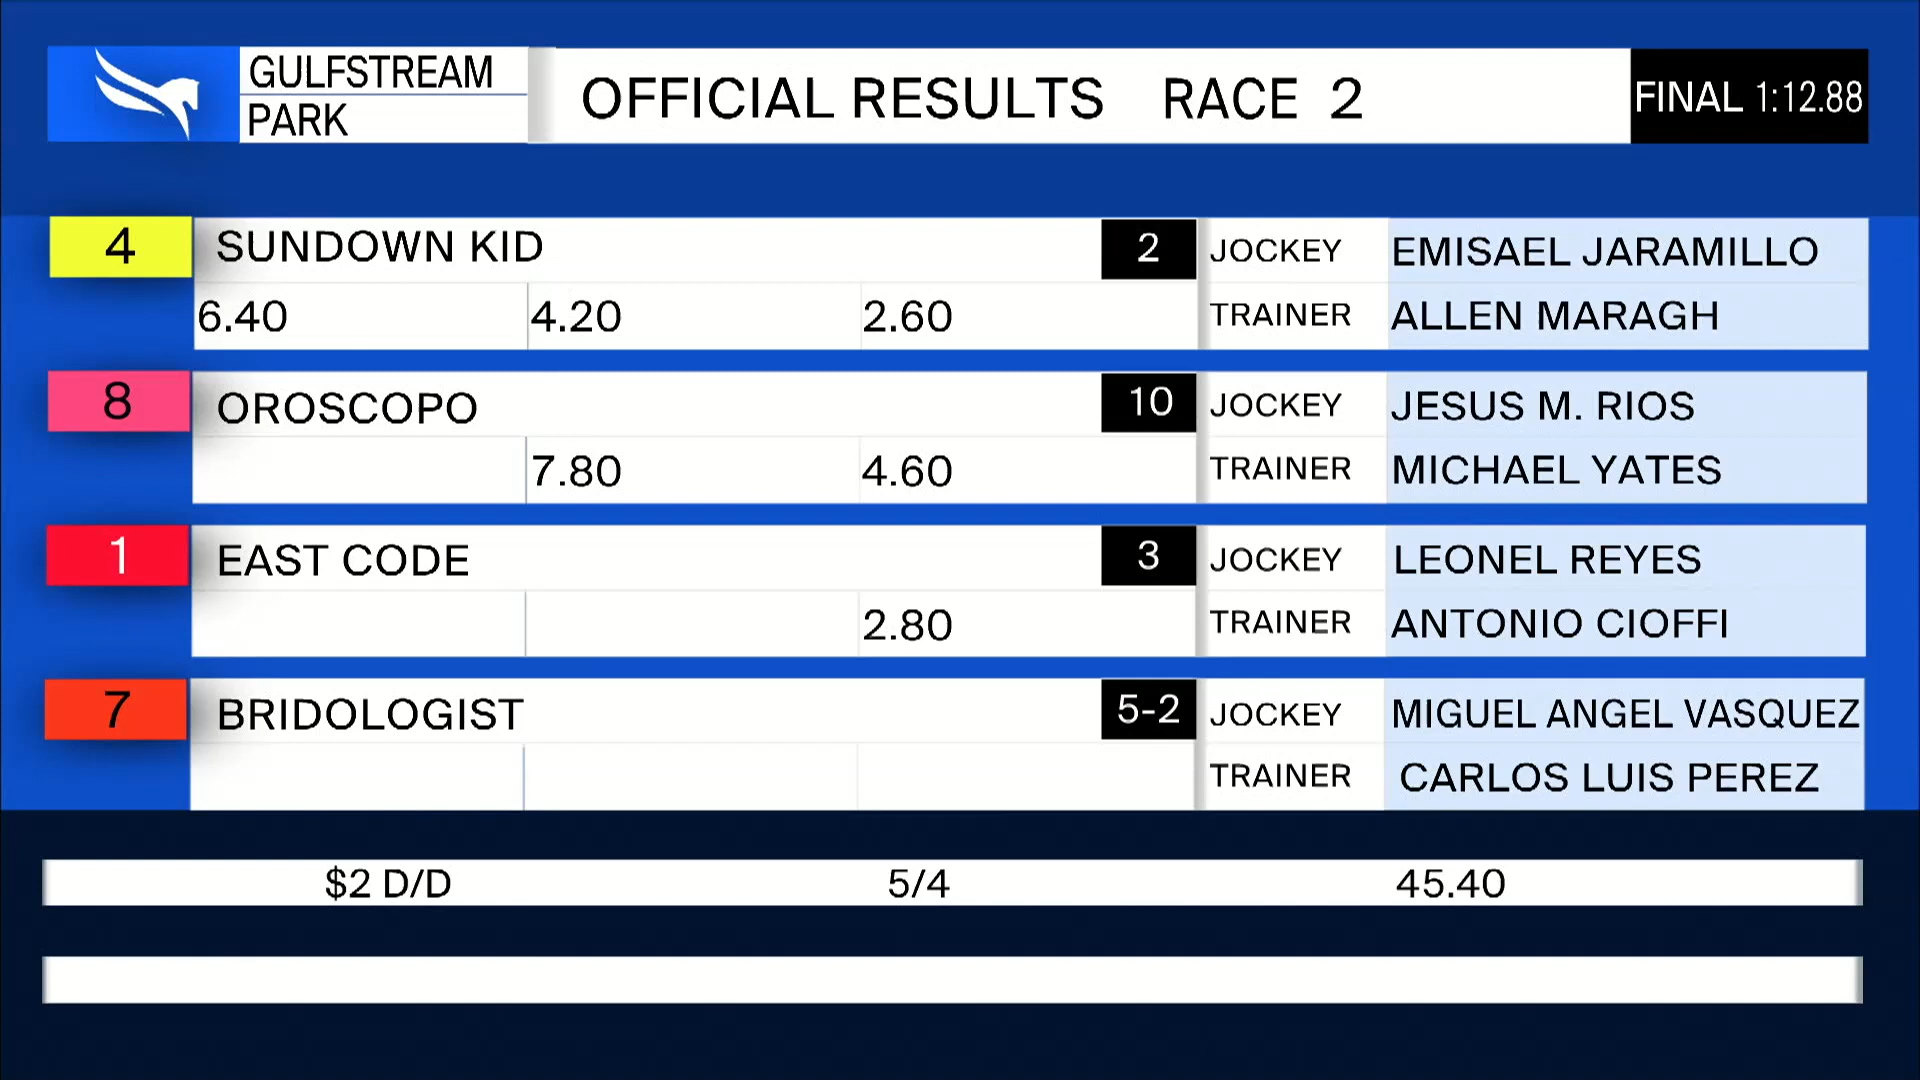 GULFSTREAM
PARK
OFFICIAL RESULTS RACE 2
FINAL 1:12.88
4 SUNDOWN KID 2 JOCKEY EMISAEL JARAMILLO
6.40 4.20 2.60 TRAINER ALLEN MARAGH
8 OROSCOPO 10 JOCKEY JESUS M. RIOS
7.80 4.60 TRAINER MICHAEL YATES
1 EAST CODE 3 JOCKEY LEONEL REYES
2.80 TRAINER ANTONIO CIOFFI
7 BRIDOLOGIST 5-2 JOCKEY MIGUEL ANGEL VASQUEZ
TRAINER CARLOS LUIS PEREZ
$2 D/D 5/4 45.40